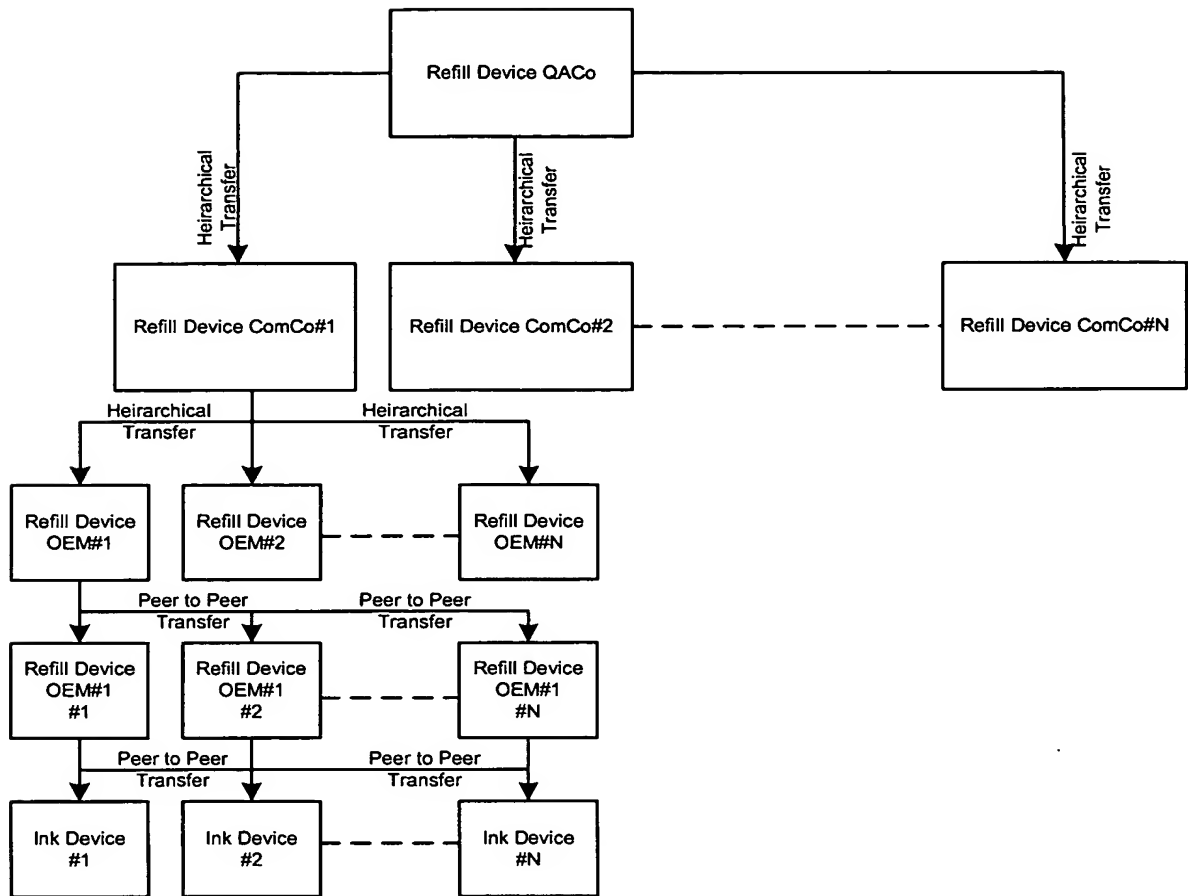 Refill Device QACo
Heirarchical
Transfer
Heirarchical
Transfer
Heirarchical
Transfer
Refill Device ComCo#1
Refill Device ComCo#2
Refill Device ComCo#N
Heirarchical
Transfer
Heirarchical
Transfer
Refill Device
OEM#1
Refill Device
OEM#2
Refill Device
OEM#N
Peer to Peer
Transfer
Peer to Peer
Transfer
Refill Device
OEM#1
#1
Refill Device
OEM#1
#2
Refill Device
OEM#1
#N
Peer to Peer
Transfer
Peer to Peer
Transfer
Ink Device
#1
Ink Device
#2
Ink Device
#N